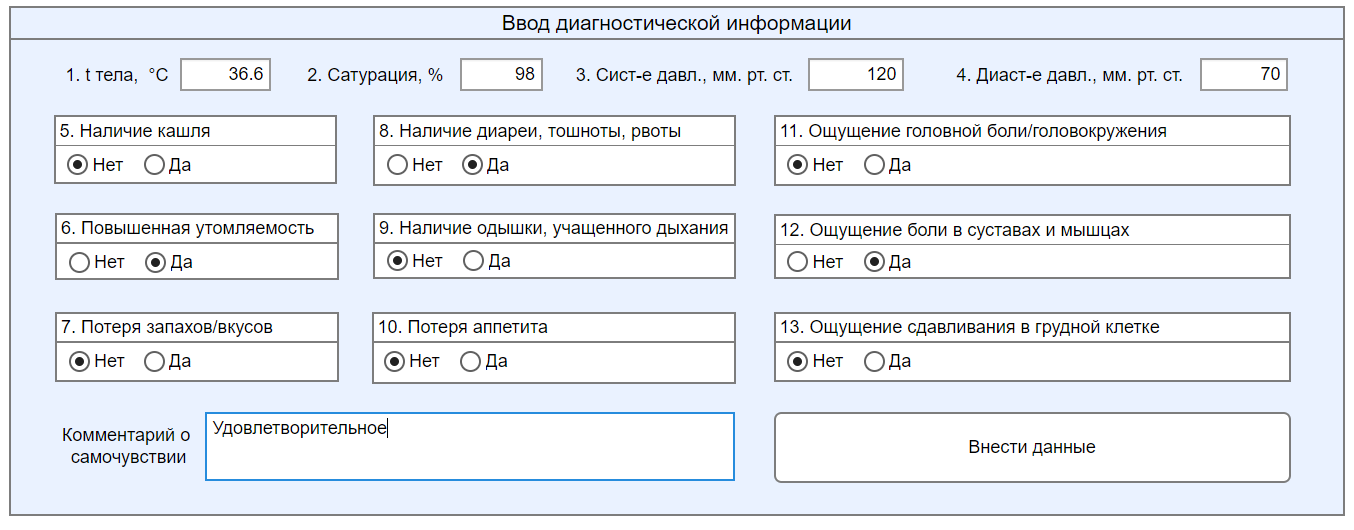 Ввод диагностической информации
1. t тела, °C 36.6 2. Сатурация, % 98 3. Сист-е давл., мм. рт. ст. 120 4. Диаст-е давл., мм. рт. ст. 70
5. Наличие кашля
Нет Да
8. Наличие диареи, тошноты, рвоты
Нет Да
11. Ощущение головной боли/головокружения
Нет Да
6. Повышенная утомляемость
Нет Да
9. Наличие одышки, учащенного дыхания
Нет Да
12. Ощущение боли в суставах и мышцах
Нет Да
7. Потеря запахов/вкусов
Нет Да
10. Потеря аппетита
Нет Да
13. Ощущение сдавливания в грудной клетке
Нет Да
Комментарий о
самочувствии
Удовлетворительное
Внести данные